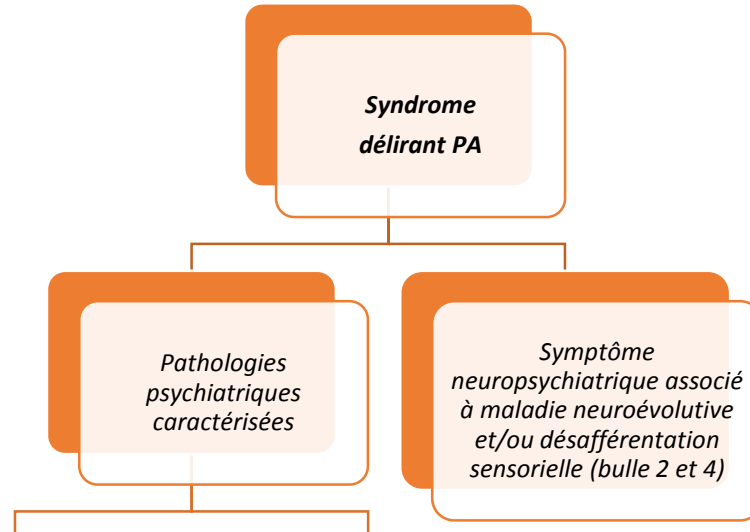 Syndrome
délirant PA
Pathologies
psychiatriques
caractérisées
Symptôme
neuropsychiatrique associé
à maladie neuroévolutive
et/ou désafférentation
sensorielle (bulle 2 et 4)